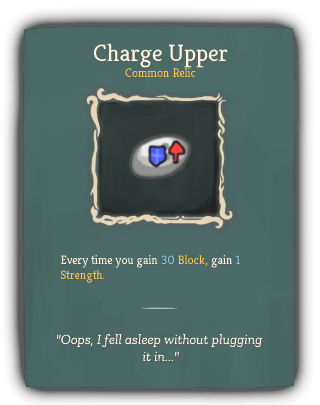 Charge Upper
Common Relic
Every time you gain 30 Block, gain 1
Strength.
"Oops, I fell asleep without plugging
it in..."